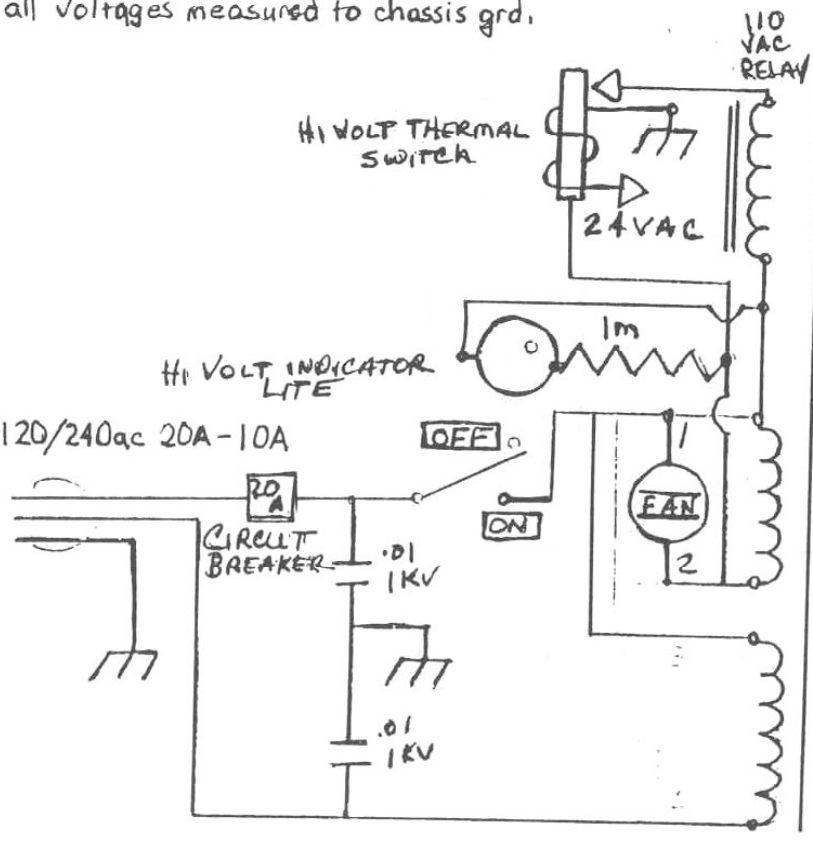 all voltages measured to chassis grd.
110
VAC
RELAY
HI VOLT THERMAL
SWITCH
24VAC
1m
HI VOLT INDICATOR
LITE
120/240ac 20A-10A
OFF
1
20
A
FAN
ON
CIRCUIT
BREAKER
.01
1KV
2
.01
1KV